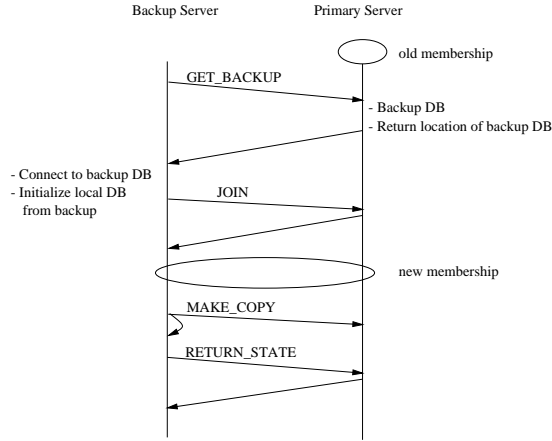 Backup Server
Primary Server
old membership
GET_BACKUP
- Backup DB
- Return location of backup DB
- Connect to backup DB
- Initialize local DB
from backup
JOIN
new membership
MAKE_COPY
RETURN_STATE